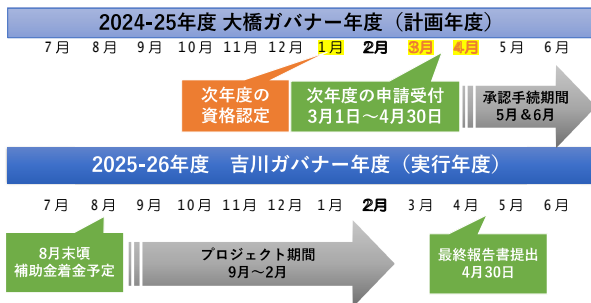 2024-25年度 大橋ガバナー年度（計画年度）
7月 8月 9月 10月 11月 12月 1月 2月 3月 4月 5月 6月
次年度の
資格認定
次年度の申請受付
3月1日～4月30日
承認手続期間
5月＆6月
2025-26年度 吉川ガバナー年度（実行年度）
7月 8月 9月 10月 11月 12月 1月 2月 3月 4月 5月 6月
8月末頃
補助金着金予定
プロジェクト期間
9月～2月
最終報告書提出
4月30日